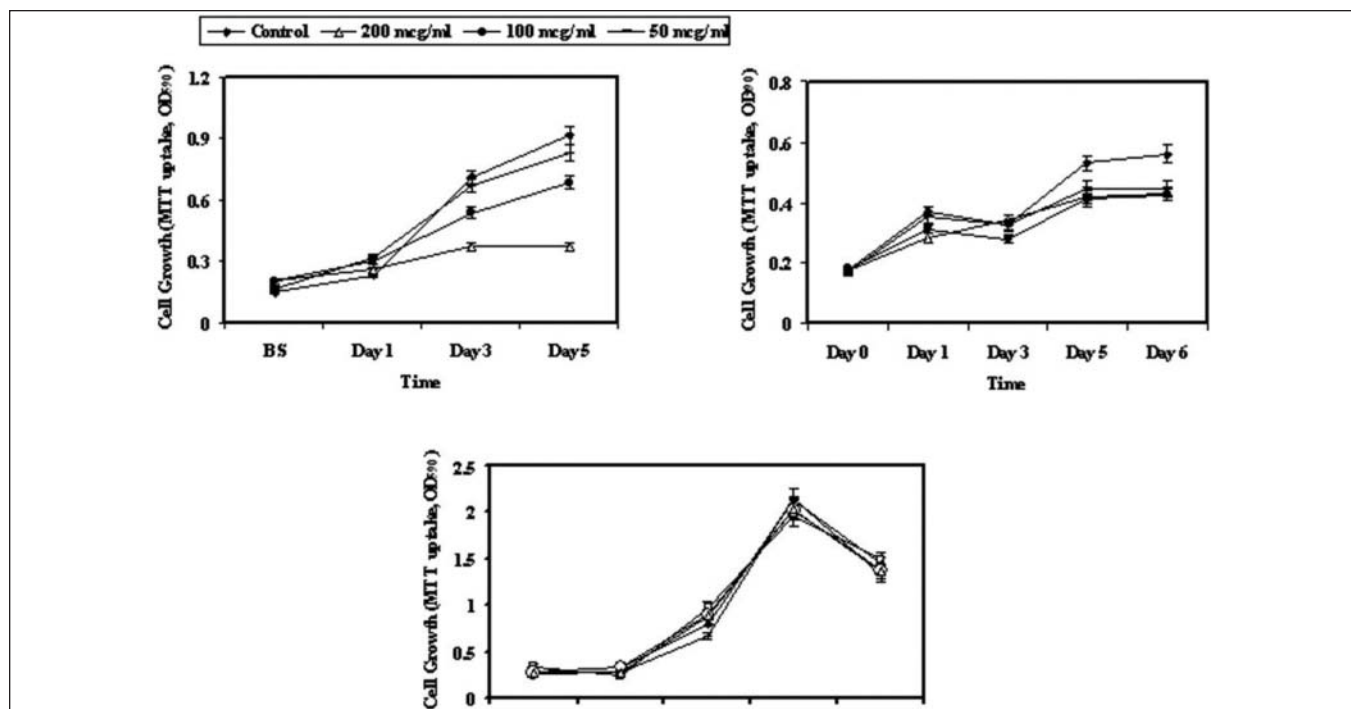 Control 200 mcg/ml 100 mcg/ml 50 mcg/ml
Cell Growth (MTT uptake, OD590)
1.2
0.9
0.6
0.3
0
BS Day 1 Day 3 Day 5
Time
Cell Growth (MTT uptake, OD590)
0.8
0.6
0.4
0.2
0
Day 0 Day 1 Day 3 Day 5 Day 6
Time
Cell Growth (MTT uptake, OD590)
2.5
2
1.5
1
0.5
0